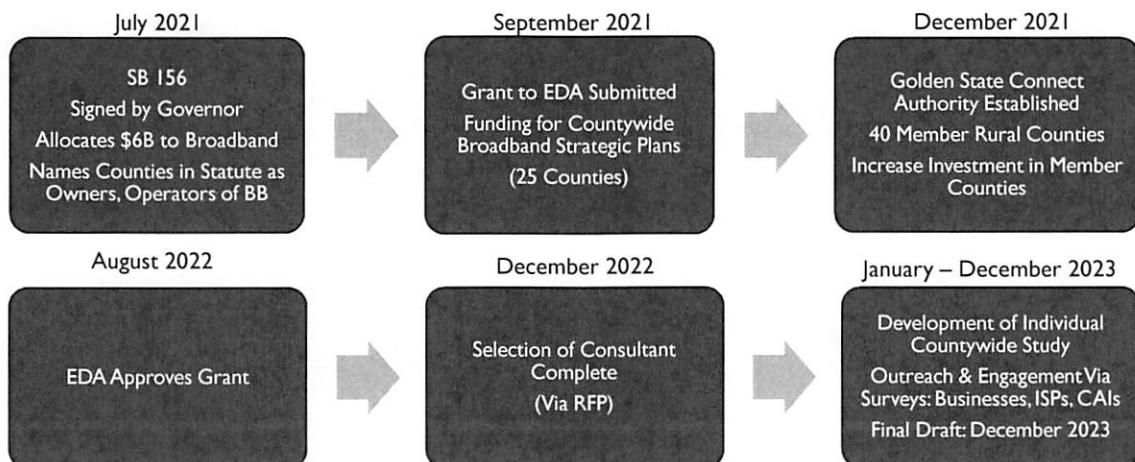 July 2021
SB 156
Signed by Governor
Allocates $6B to Broadband
Names Counties in Statute as
Owners, Operators of BB
September 2021
Grant to EDA Submitted
Funding for Countywide
Broadband Strategic Plans
(25 Counties)
December 2021
Golden State Connect
Authority Established
40 Member Rural Counties
Increase Investment in Member
Counties
August 2022
EDA Approves Grant
December 2022
Selection of Consultant
Complete
(Via RFP)
January – December 2023
Development of Individual
Countywide Study
Outreach & Engagement Via
Surveys: Businesses, ISPs, CAIs
Final Draft: December 2023